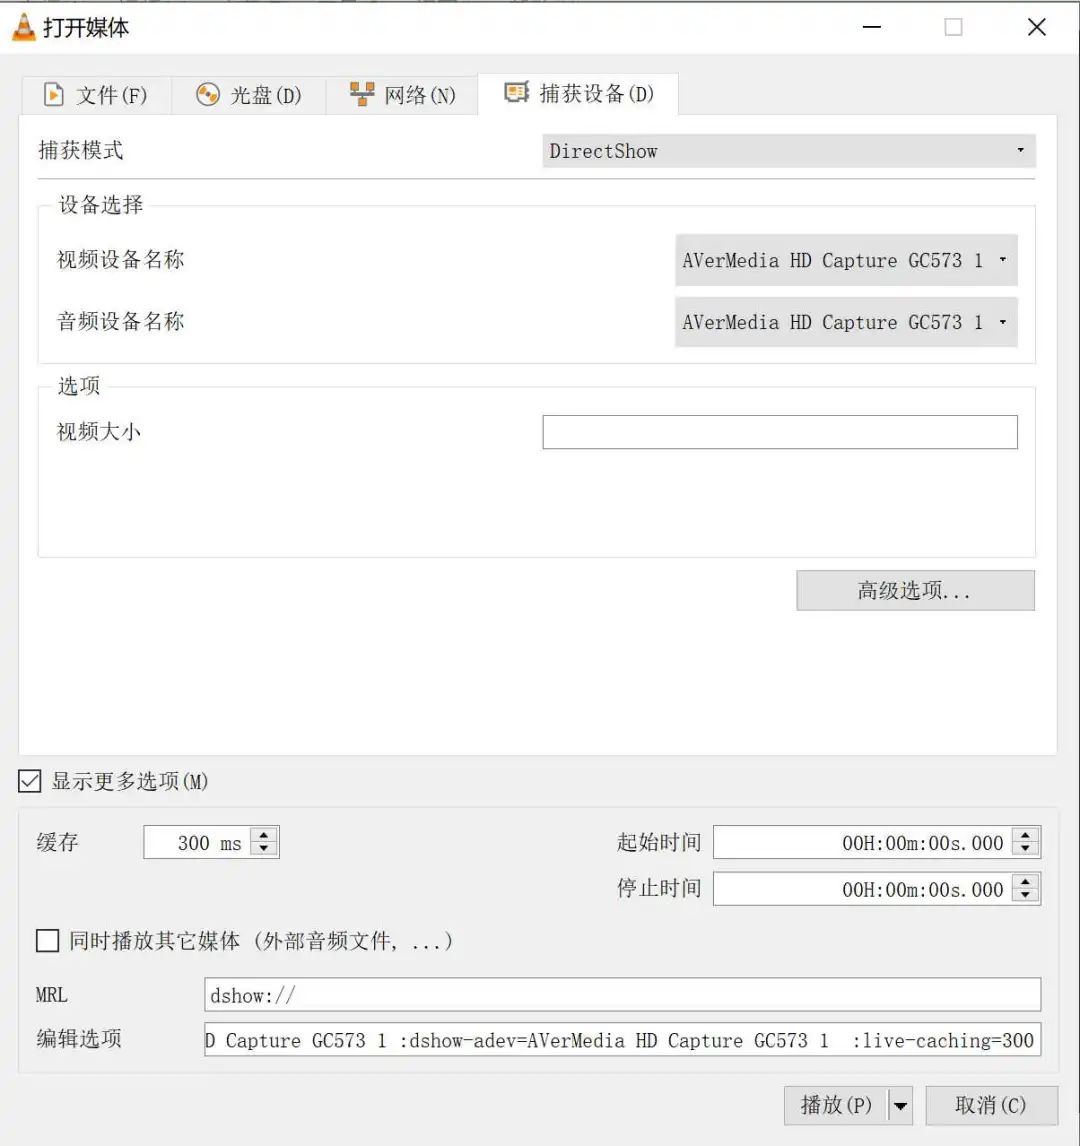 打开媒体
文件(F) 光盘(D) 网络(N) 捕获设备(D)
捕获模式 DirectShow
设备选择
视频设备名称 AVerMedia HD Capture GC573 1
音频设备名称 AVerMedia HD Capture GC573 1
选项
视频大小
高级选项...
显示更多选项(M)
缓存 300 ms 起始时间 00H:00m:00s.000
停止时间 00H:00m:00s.000
同时播放其它媒体 (外部音频文件, ...)
MRL dshow://
编辑选项 D Capture GC573 1 :dshow-adev=AVerMedia HD Capture GC573 1  :live-caching=300
播放(P) 取消(C)